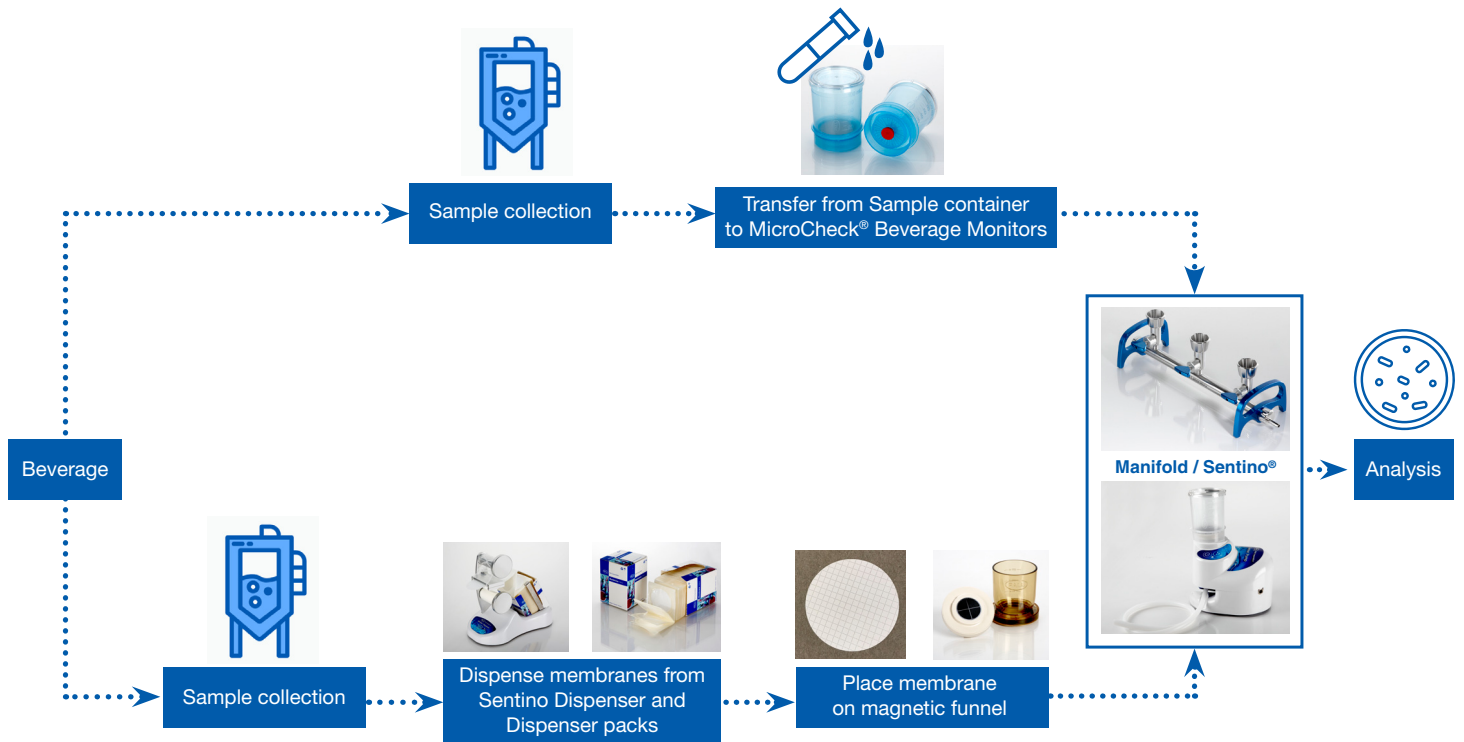 Sample collection
Transfer from Sample container
to MicroCheck® Beverage Monitors
Manifold / Sentino®
Beverage
Analysis
Sample collection
Dispense membranes from
Sentino Dispenser and
Dispenser packs
Place membrane
on magnetic funnel